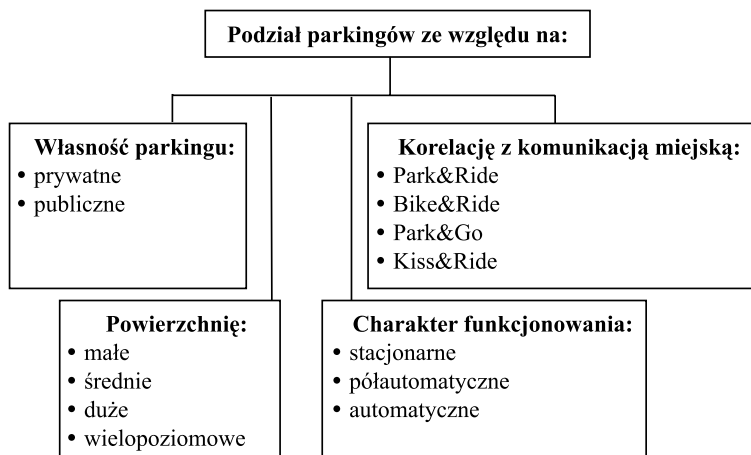 Podział parkingów ze względu na:
Własność parkingu:
• prywatne
• publiczne
Korelację z komunikacją miejską:
• Park&Ride
• Bike&Ride
• Park&Go
• Kiss&Ride
Powierzchnię:
• małe
• średnie
• duże
• wielopoziomowe
Charakter funkcjonowania:
• stacjonarne
• półautomatyczne
• automatyczne